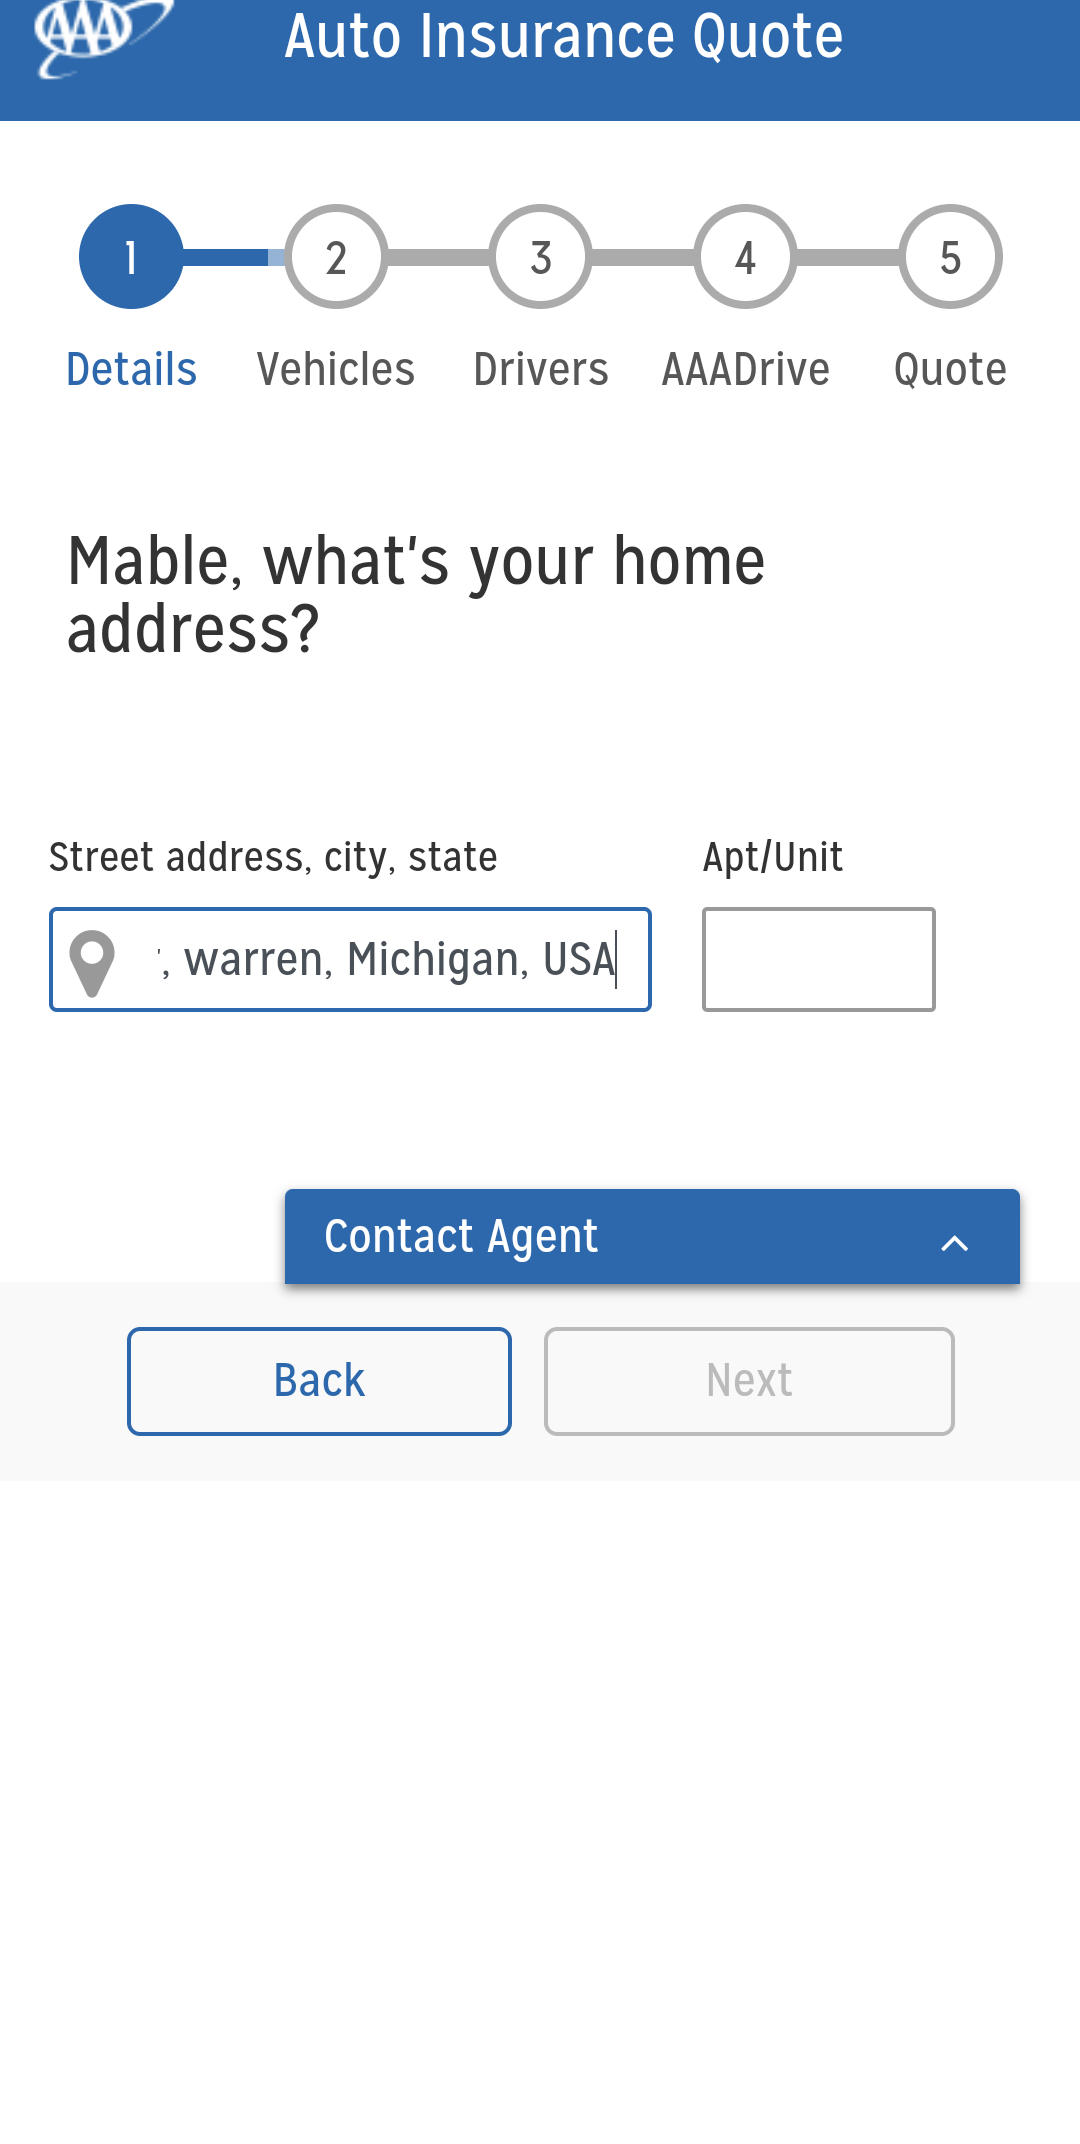 AAA
Auto Insurance Quote
1 2 3 4 5
Details Vehicles Drivers AAADrive Quote
Mable, what's your home
address?
Street address, city, state Apt/Unit
, warren, Michigan, USA
Contact Agent
Back Next